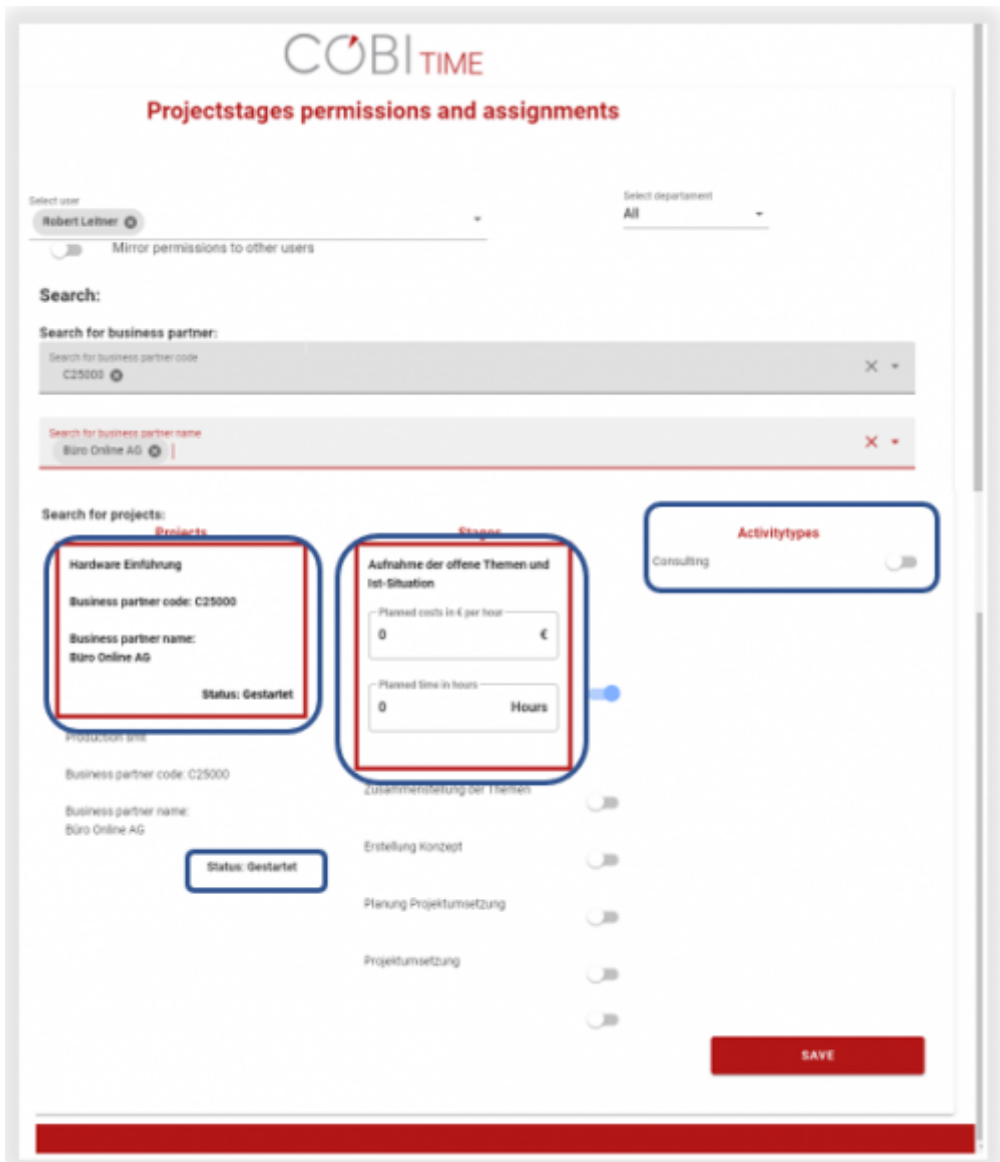 COBI TIME
Projectstages permissions and assignments
Select user
Select departament
Robert Leitner
All
Mirror permissions to other users
Search:
Search for business partner:
Search for business partner code
C25000
Search for business partner name
Büro Online AG
Search for projects:
Projects
Stages
Activitytypes
Hardware Einführung
Business partner code: C25000
Business partner name:
Büro Online AG
Status: Gestartet
Aufnahme der offene Themen und
Ist-Situation
Planned costs in € per hour
0 €
Planned time in hours
0 Hours
Consulting
Production smt
Business partner code: C25000
Business partner name:
Büro Online AG
Status: Gestartet
Zusammenstellung der Themen
Erstellung Konzept
Planung Projektumsetzung
Projektumsetzung
SAVE